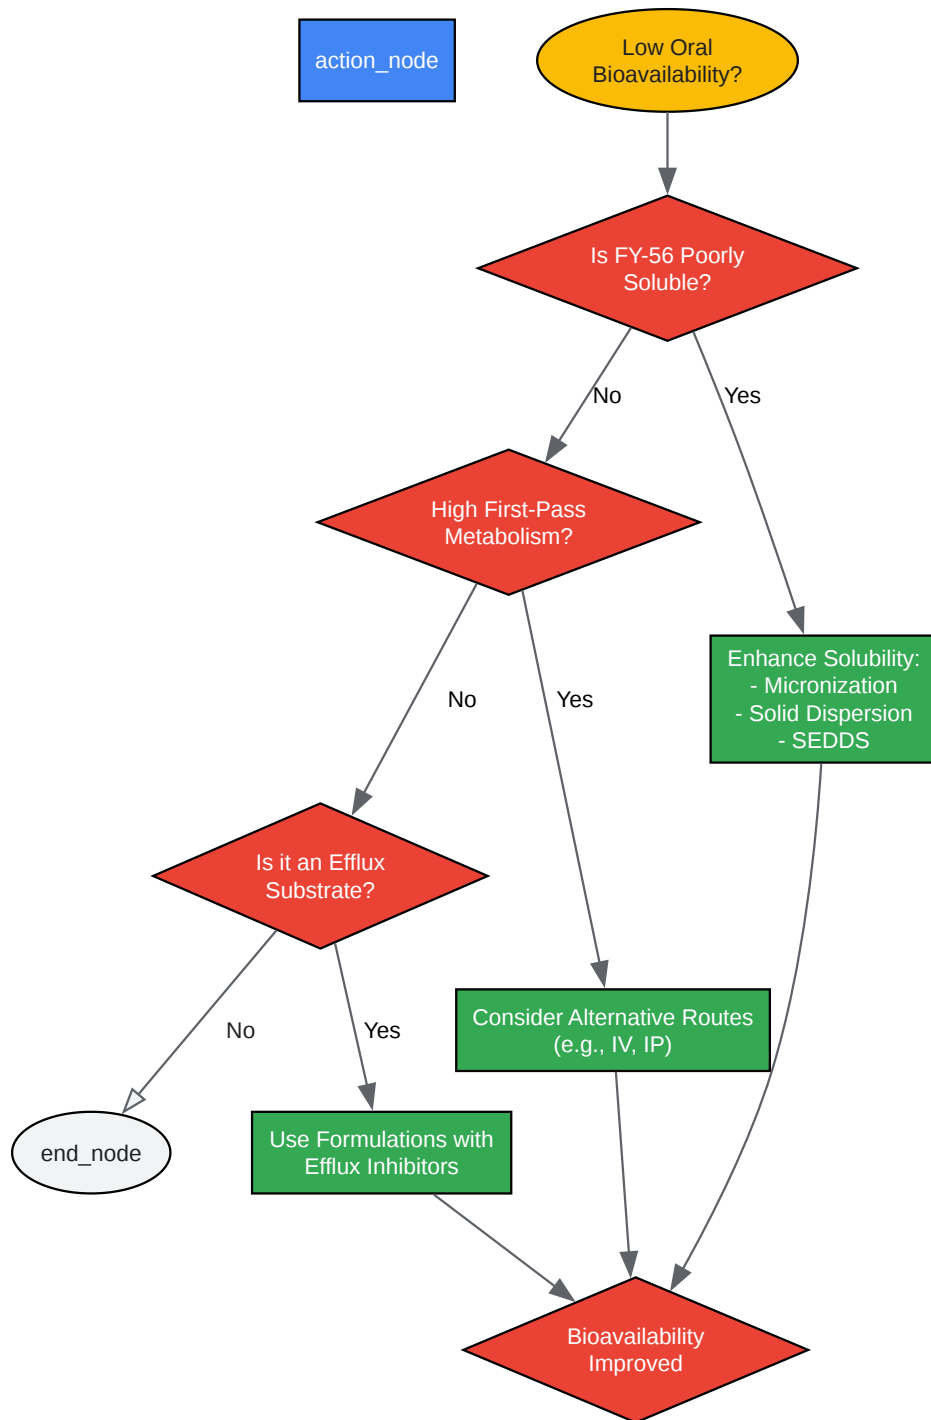 action_node
Low Oral
Bioavailability?
Is FY-56 Poorly
Soluble?
No
Yes
High First-Pass
Metabolism?
Enhance Solubility:
- Micronization
- Solid Dispersion
- SEDDS
No
Yes
Is it an Efflux
Substrate?
Consider Alternative Routes
(e.g., IV, IP)
No
Yes
end_node
Use Formulations with
Efflux Inhibitors
Bioavailability
Improved